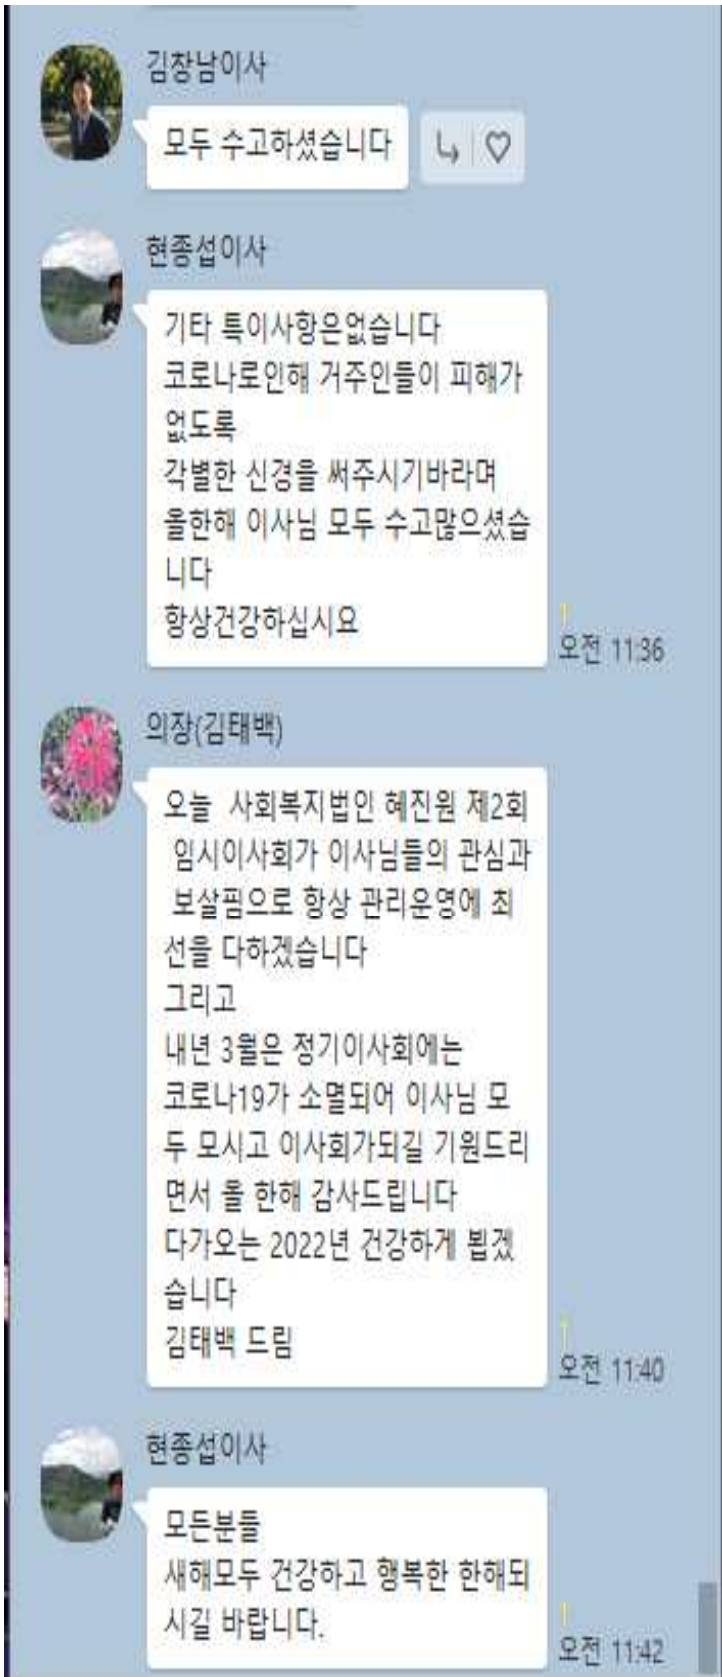 김창남이사
모두 수고하셨습니다
현종섭이사
기타 특이사항은없습니다
코로나로인해 거주인들이 피해가
없도록
각별한 신경을 써주시기바라며
올한해 이사님 모두 수고많으셨습
니다
항상건강하십시요
1
오전 11:36
의장(김태백)
오늘 사회복지법인 혜진원 제2회
임시이사회가 이사님들의 관심과
보살핌으로 항상 관리운영에 최
선을 다하겠습니다
그리고
내년 3월은 정기이사회에는
코로나19가 소멸되어 이사님 모
두 모시고 이사회가되길 기원드리
면서 올 한해 감사드립니다
다가오는 2022년 건강하게 뵙겠
습니다
김태백 드림
1
오전 11:40
현종섭이사
모든분들
새해모두 건강하고 행복한 한해되
시길 바랍니다.
1
오전 11:42